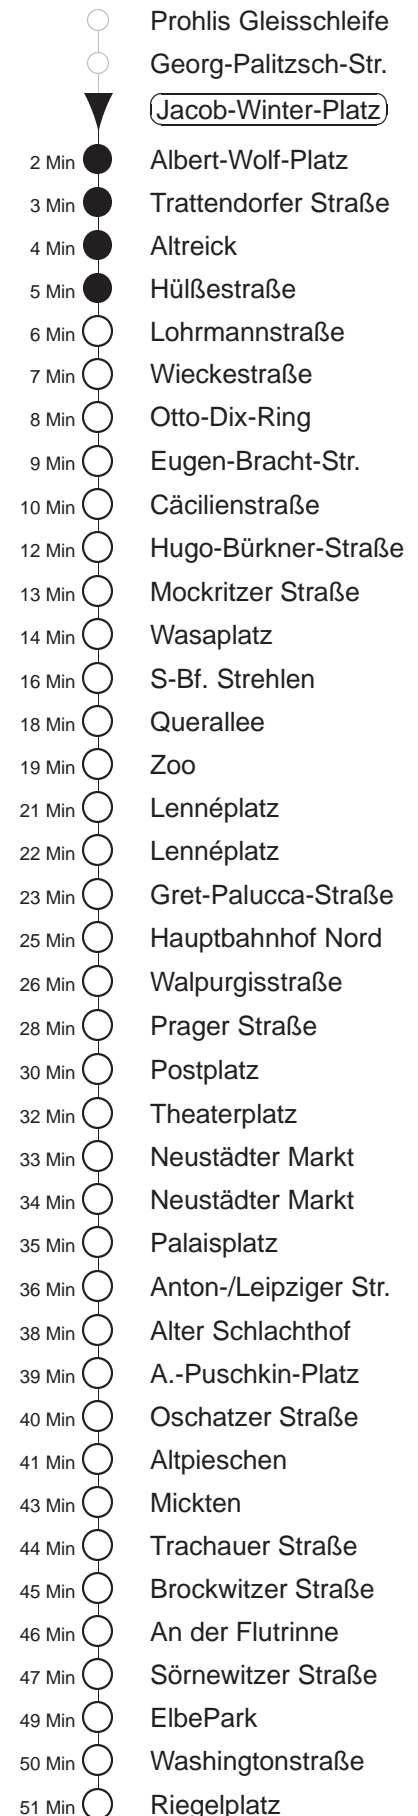 Prohlis Gleisschleife
Georg-Palitzsch-Str.
Jacob-Winter-Platz
2 Min Albert-Wolf-Platz
3 Min Trattendorfer Straße
4 Min Altreick
5 Min Hülßestraße
6 Min Lohrmannstraße
7 Min Wieckestraße
8 Min Otto-Dix-Ring
9 Min Eugen-Bracht-Str.
10 Min Cäcilienstraße
12 Min Hugo-Bürkner-Straße
13 Min Mockritzer Straße
14 Min Wasaplatz
16 Min S-Bf. Strehlen
18 Min Querallee
19 Min Zoo
21 Min Lennéplatz
22 Min Lennéplatz
23 Min Gret-Palucca-Straße
25 Min Hauptbahnhof Nord
26 Min Walpurgisstraße
28 Min Prager Straße
30 Min Postplatz
32 Min Theaterplatz
33 Min Neustädter Markt
34 Min Neustädter Markt
35 Min Palaisplatz
36 Min Anton-/Leipziger Str.
38 Min Alter Schlachthof
39 Min A.-Puschkin-Platz
40 Min Oschatzer Straße
41 Min Altpieschen
43 Min Mickten
44 Min Trachauer Straße
45 Min Brockwitzer Straße
46 Min An der Flutrinne
47 Min Sörnewitzer Straße
49 Min ElbePark
50 Min Washingtonstraße
51 Min Riegelplatz